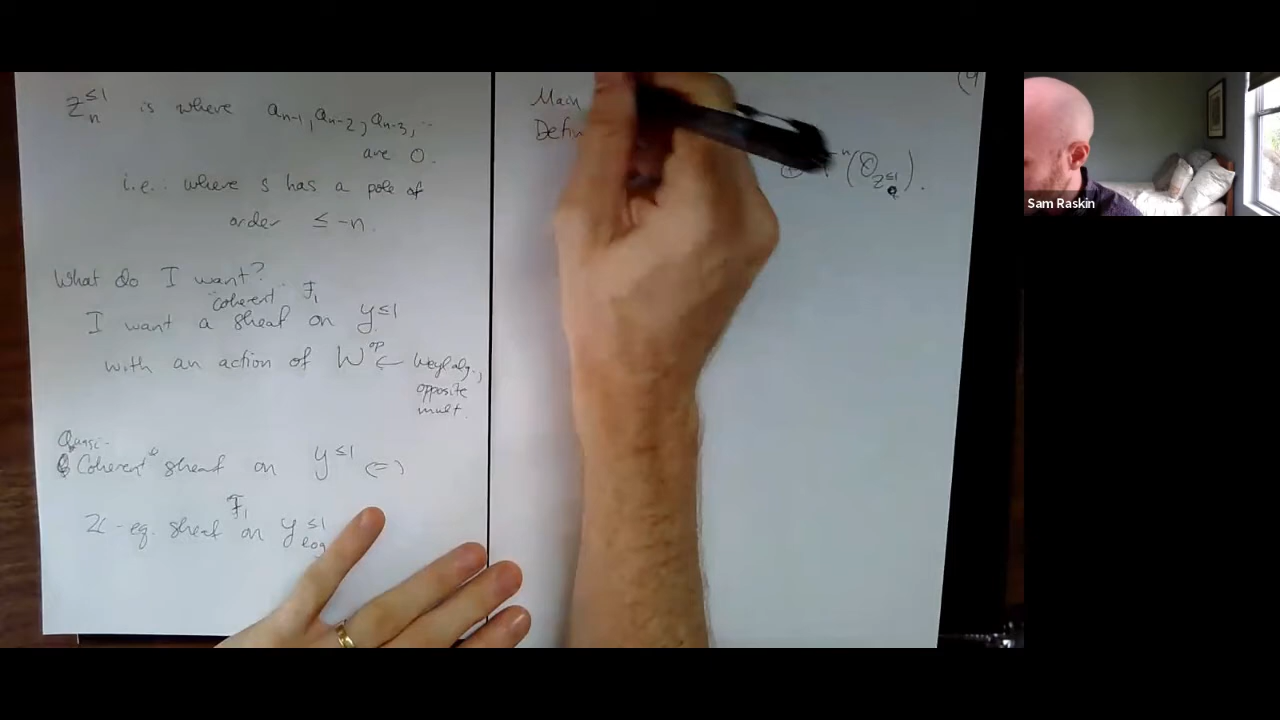 Z_n^{≤1} is where a_{n-1}, a_{n-2}, a_{n-3}, ...
are 0.
i.e.: where s has a pole of
order ≤ -n.
What do I want?
"coherent" F_1
I want a sheaf on y^{≤1}
with an action of W^{op} ← Weyl alg.,
opposite
mult.
Quasi-
Coherent" sheaf on y^{≤1} (=)
F_1
Z-eq. sheaf on y_{log}^{≤1}
Main
Defin
(O_{Z^{≤1}}).
Sam Raskin